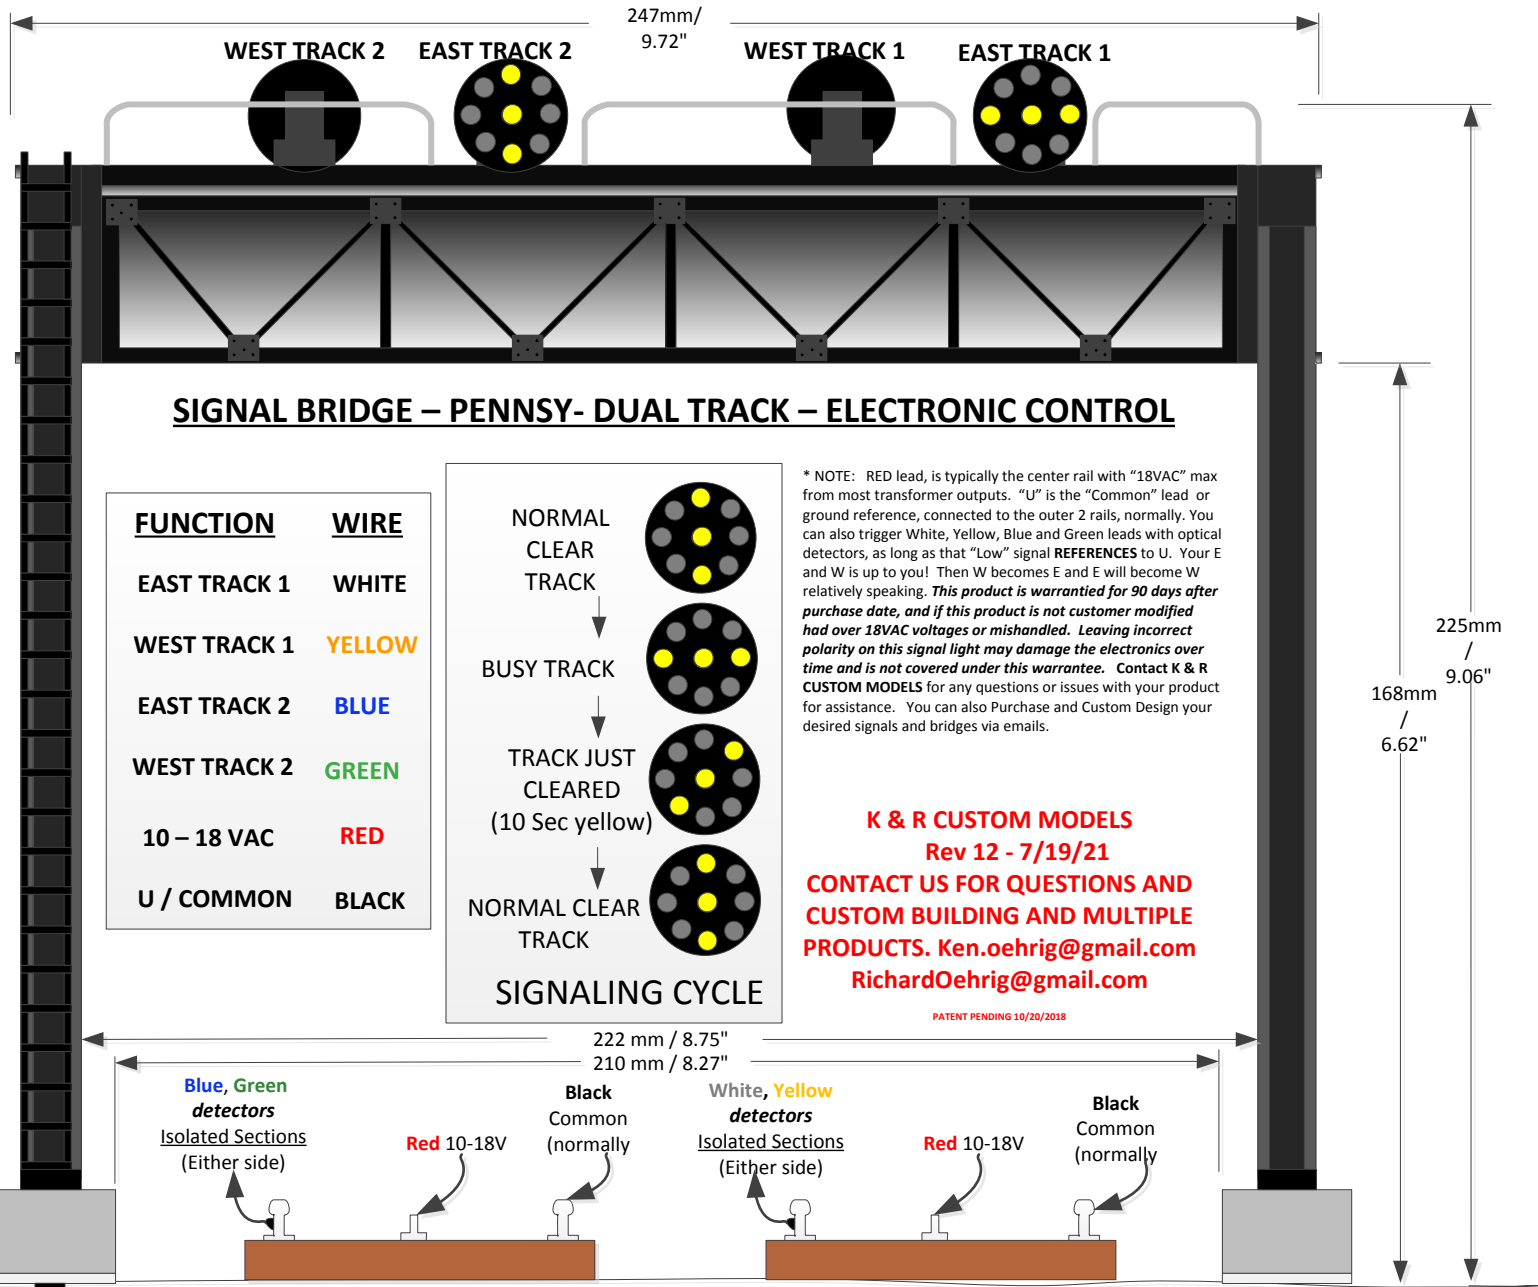 247mm/
9.72"
WEST TRACK 2
EAST TRACK 2
WEST TRACK 1
EAST TRACK 1
SIGNAL BRIDGE – PENNSY- DUAL TRACK – ELECTRONIC CONTROL
FUNCTION WIRE
EAST TRACK 1 WHITE
WEST TRACK 1 YELLOW
EAST TRACK 2 BLUE
WEST TRACK 2 GREEN
10 – 18 VAC RED
U / COMMON BLACK
NORMAL
CLEAR
TRACK
BUSY TRACK
TRACK JUST
CLEARED
(10 Sec yellow)
NORMAL CLEAR
TRACK
SIGNALING CYCLE
* NOTE: RED lead, is typically the center rail with “18VAC” max
from most transformer outputs. “U” is the “Common” lead or
ground reference, connected to the outer 2 rails, normally. You
can also trigger White, Yellow, Blue and Green leads with optical
detectors, as long as that “Low” signal REFERENCES to U. Your E
and W is up to you! Then W becomes E and E will become W
relatively speaking. This product is warrantied for 90 days after
purchase date, and if this product is not customer modified
had over 18VAC voltages or mishandled. Leaving incorrect
polarity on this signal light may damage the electronics over
time and is not covered under this warrantee. Contact K & R
CUSTOM MODELS for any questions or issues with your product
for assistance. You can also Purchase and Custom Design your
desired signals and bridges via emails.
K & R CUSTOM MODELS
Rev 12 - 7/19/21
CONTACT US FOR QUESTIONS AND
CUSTOM BUILDING AND MULTIPLE
PRODUCTS. Ken.oehrig@gmail.com
RichardOehrig@gmail.com
PATENT PENDING 10/20/2018
225mm
/
9.06"
168mm
/
6.62"
222 mm / 8.75"
210 mm / 8.27"
Blue, Green
detectors
Isolated Sections
(Either side)
Red 10-18V
Black
Common
(normally
White, Yellow
detectors
Isolated Sections
(Either side)
Red 10-18V
Black
Common
(normally